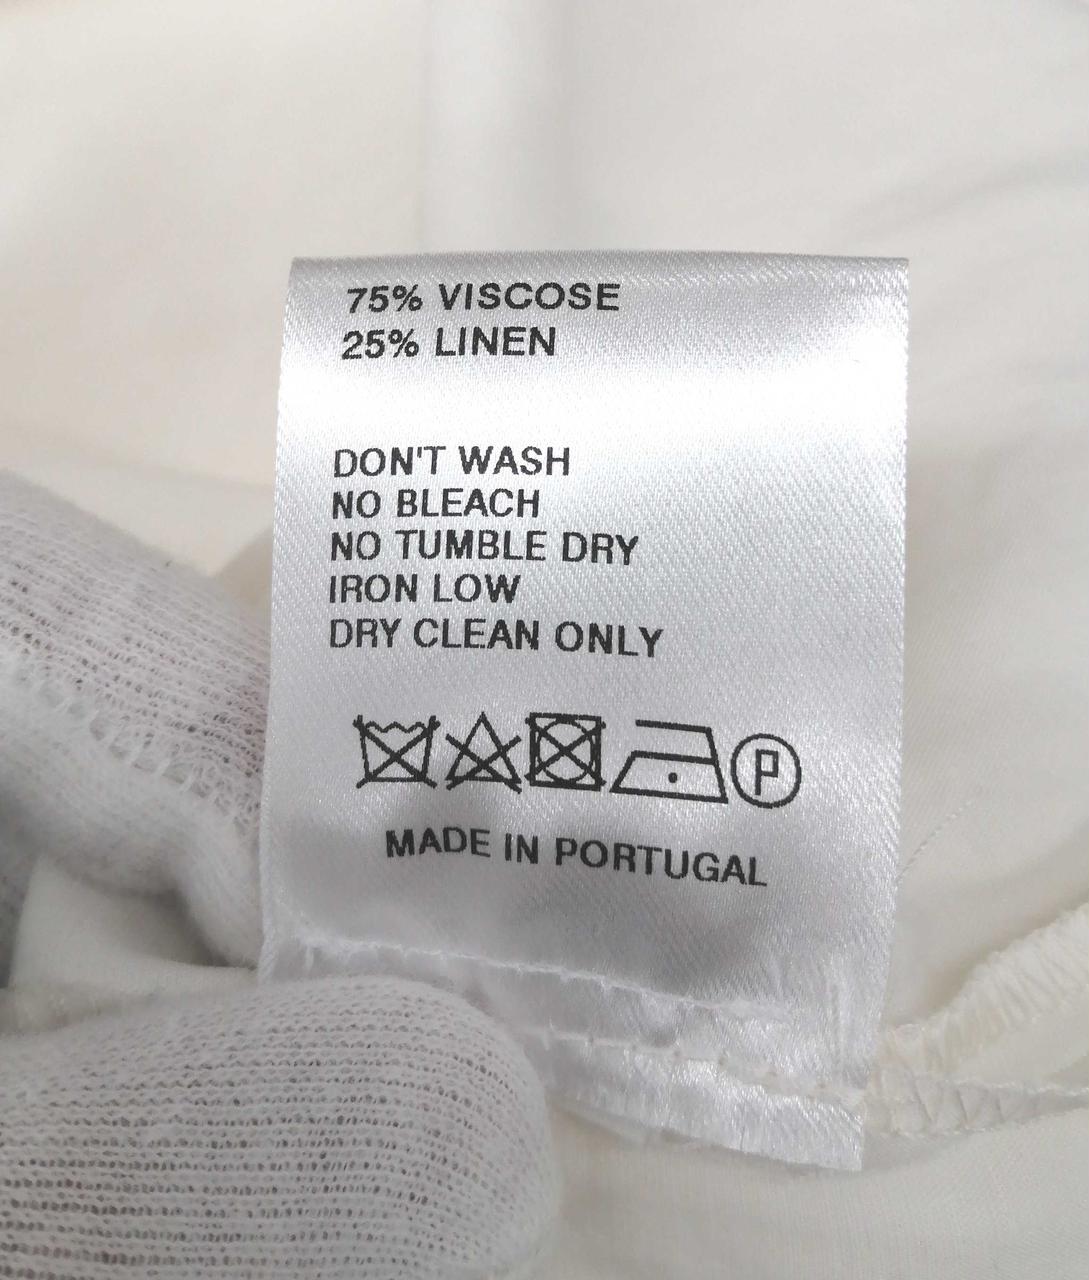 75% VISCOSE
25% LINEN
DON'T WASH
NO BLEACH
NO TUMBLE DRY
IRON LOW
DRY CLEAN ONLY
P
MADE IN PORTUGAL